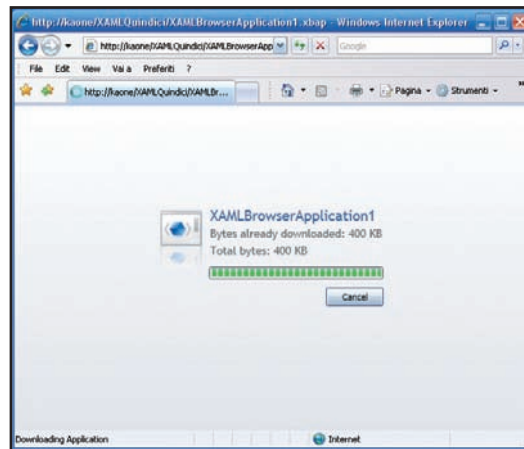 http://kaone/XAMLQuindici/XAMLBrowserApplication1.xbap - Windows Internet Explorer
http://kaone/XAMLQuindici/XAMLBrowserApp
Google
File Edit View Vai a Preferiti ?
http://kaone/XAMLQuindici/XAMLBr...
Pagina
Strumenti
»
XAMLBrowserApplication1
Bytes already downloaded: 400 KB
Total bytes: 400 KB
Cancel
Downloading Application
Internet